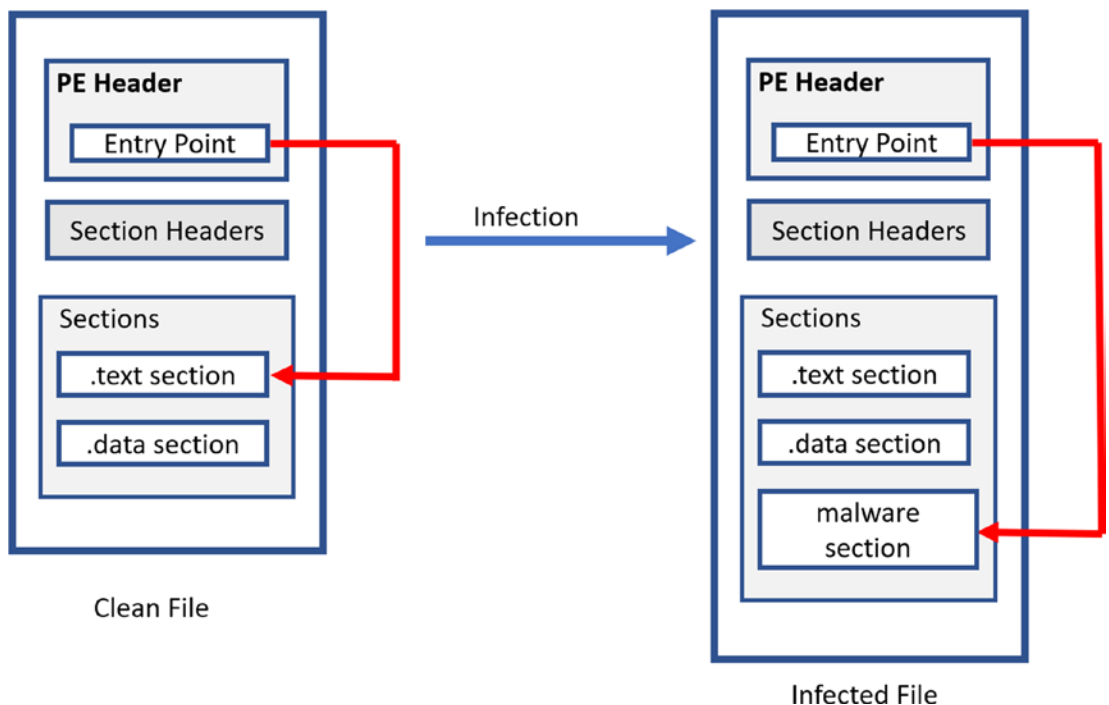 PE Header
Entry Point
Section Headers
Sections
.text section
.data section
Clean File
Infection
PE Header
Entry Point
Section Headers
Sections
.text section
.data section
malware
section
Infected File